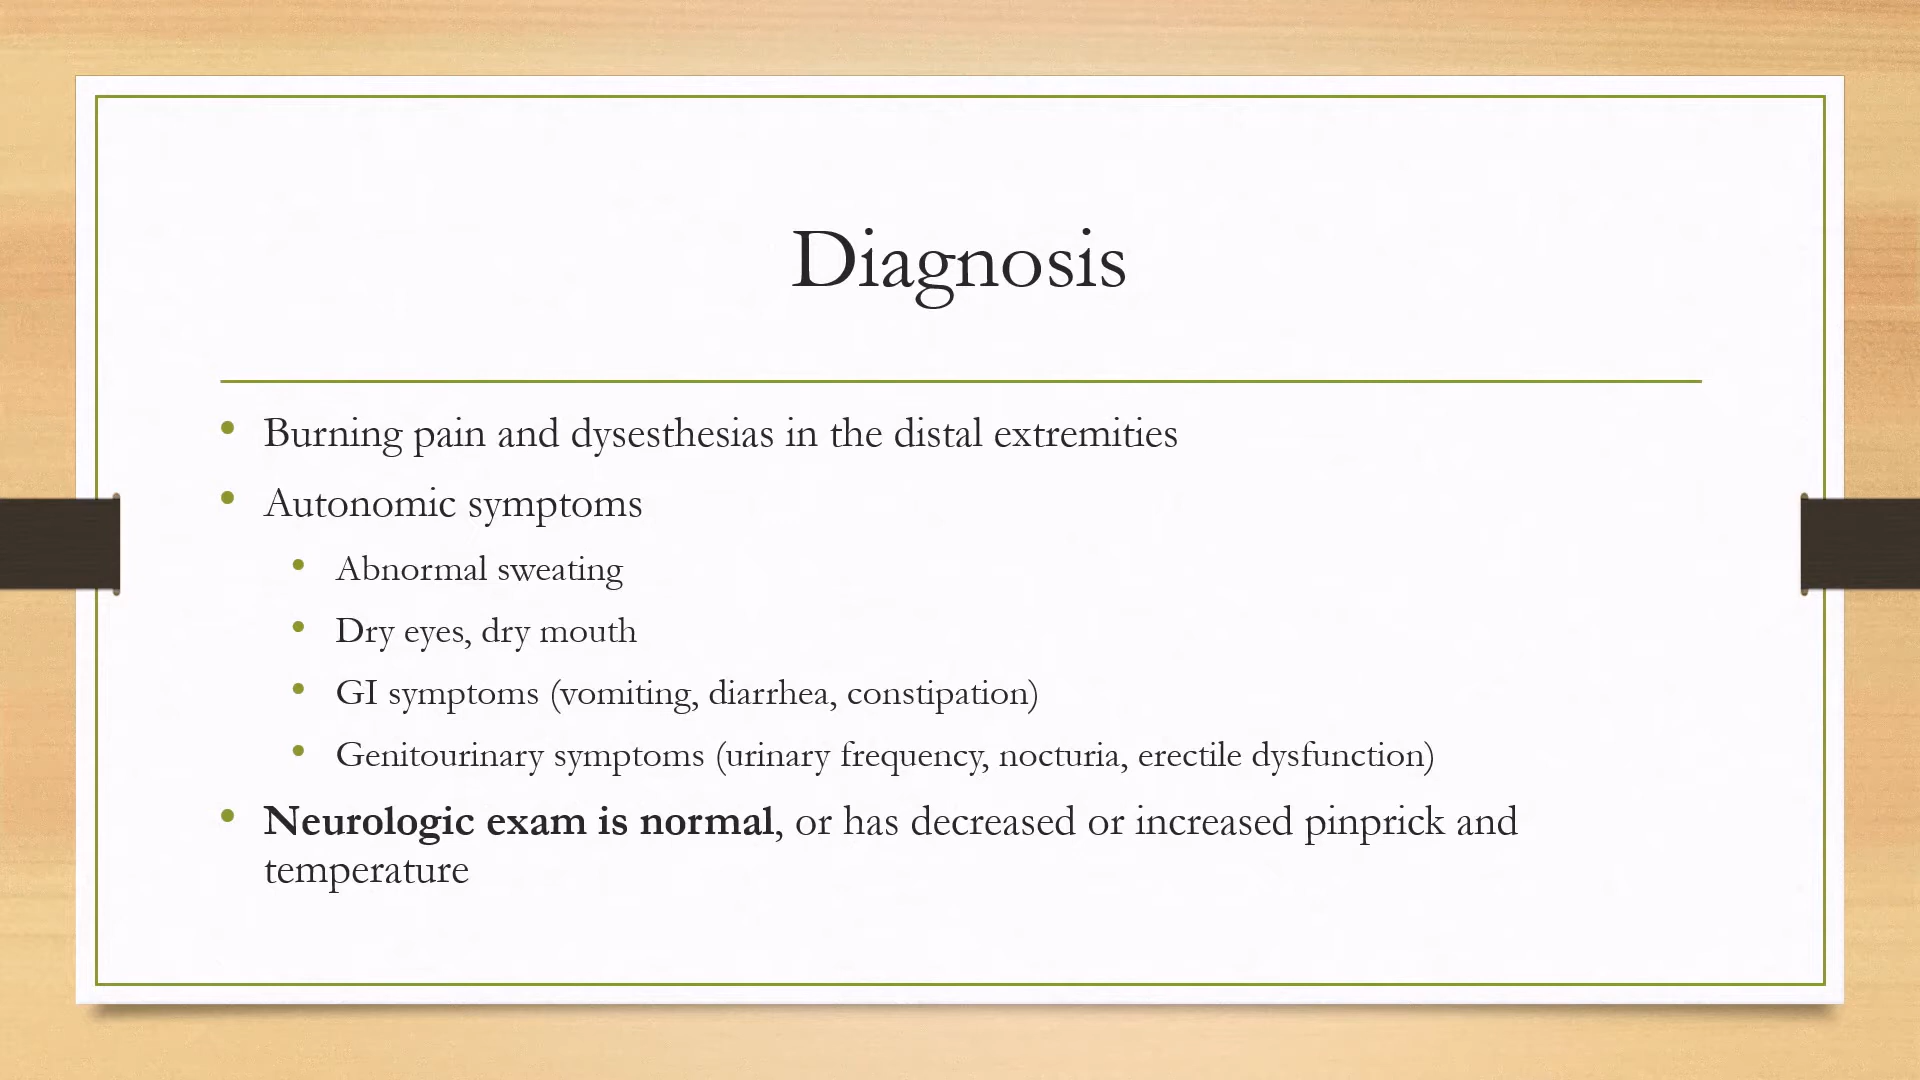 Diagnosis
• Burning pain and dysesthesias in the distal extremities
• Autonomic symptoms
• Abnormal sweating
• Dry eyes, dry mouth
• GI symptoms (vomiting, diarrhea, constipation)
• Genitourinary symptoms (urinary frequency, nocturia, erectile dysfunction)
• Neurologic exam is normal, or has decreased or increased pinprick and
temperature